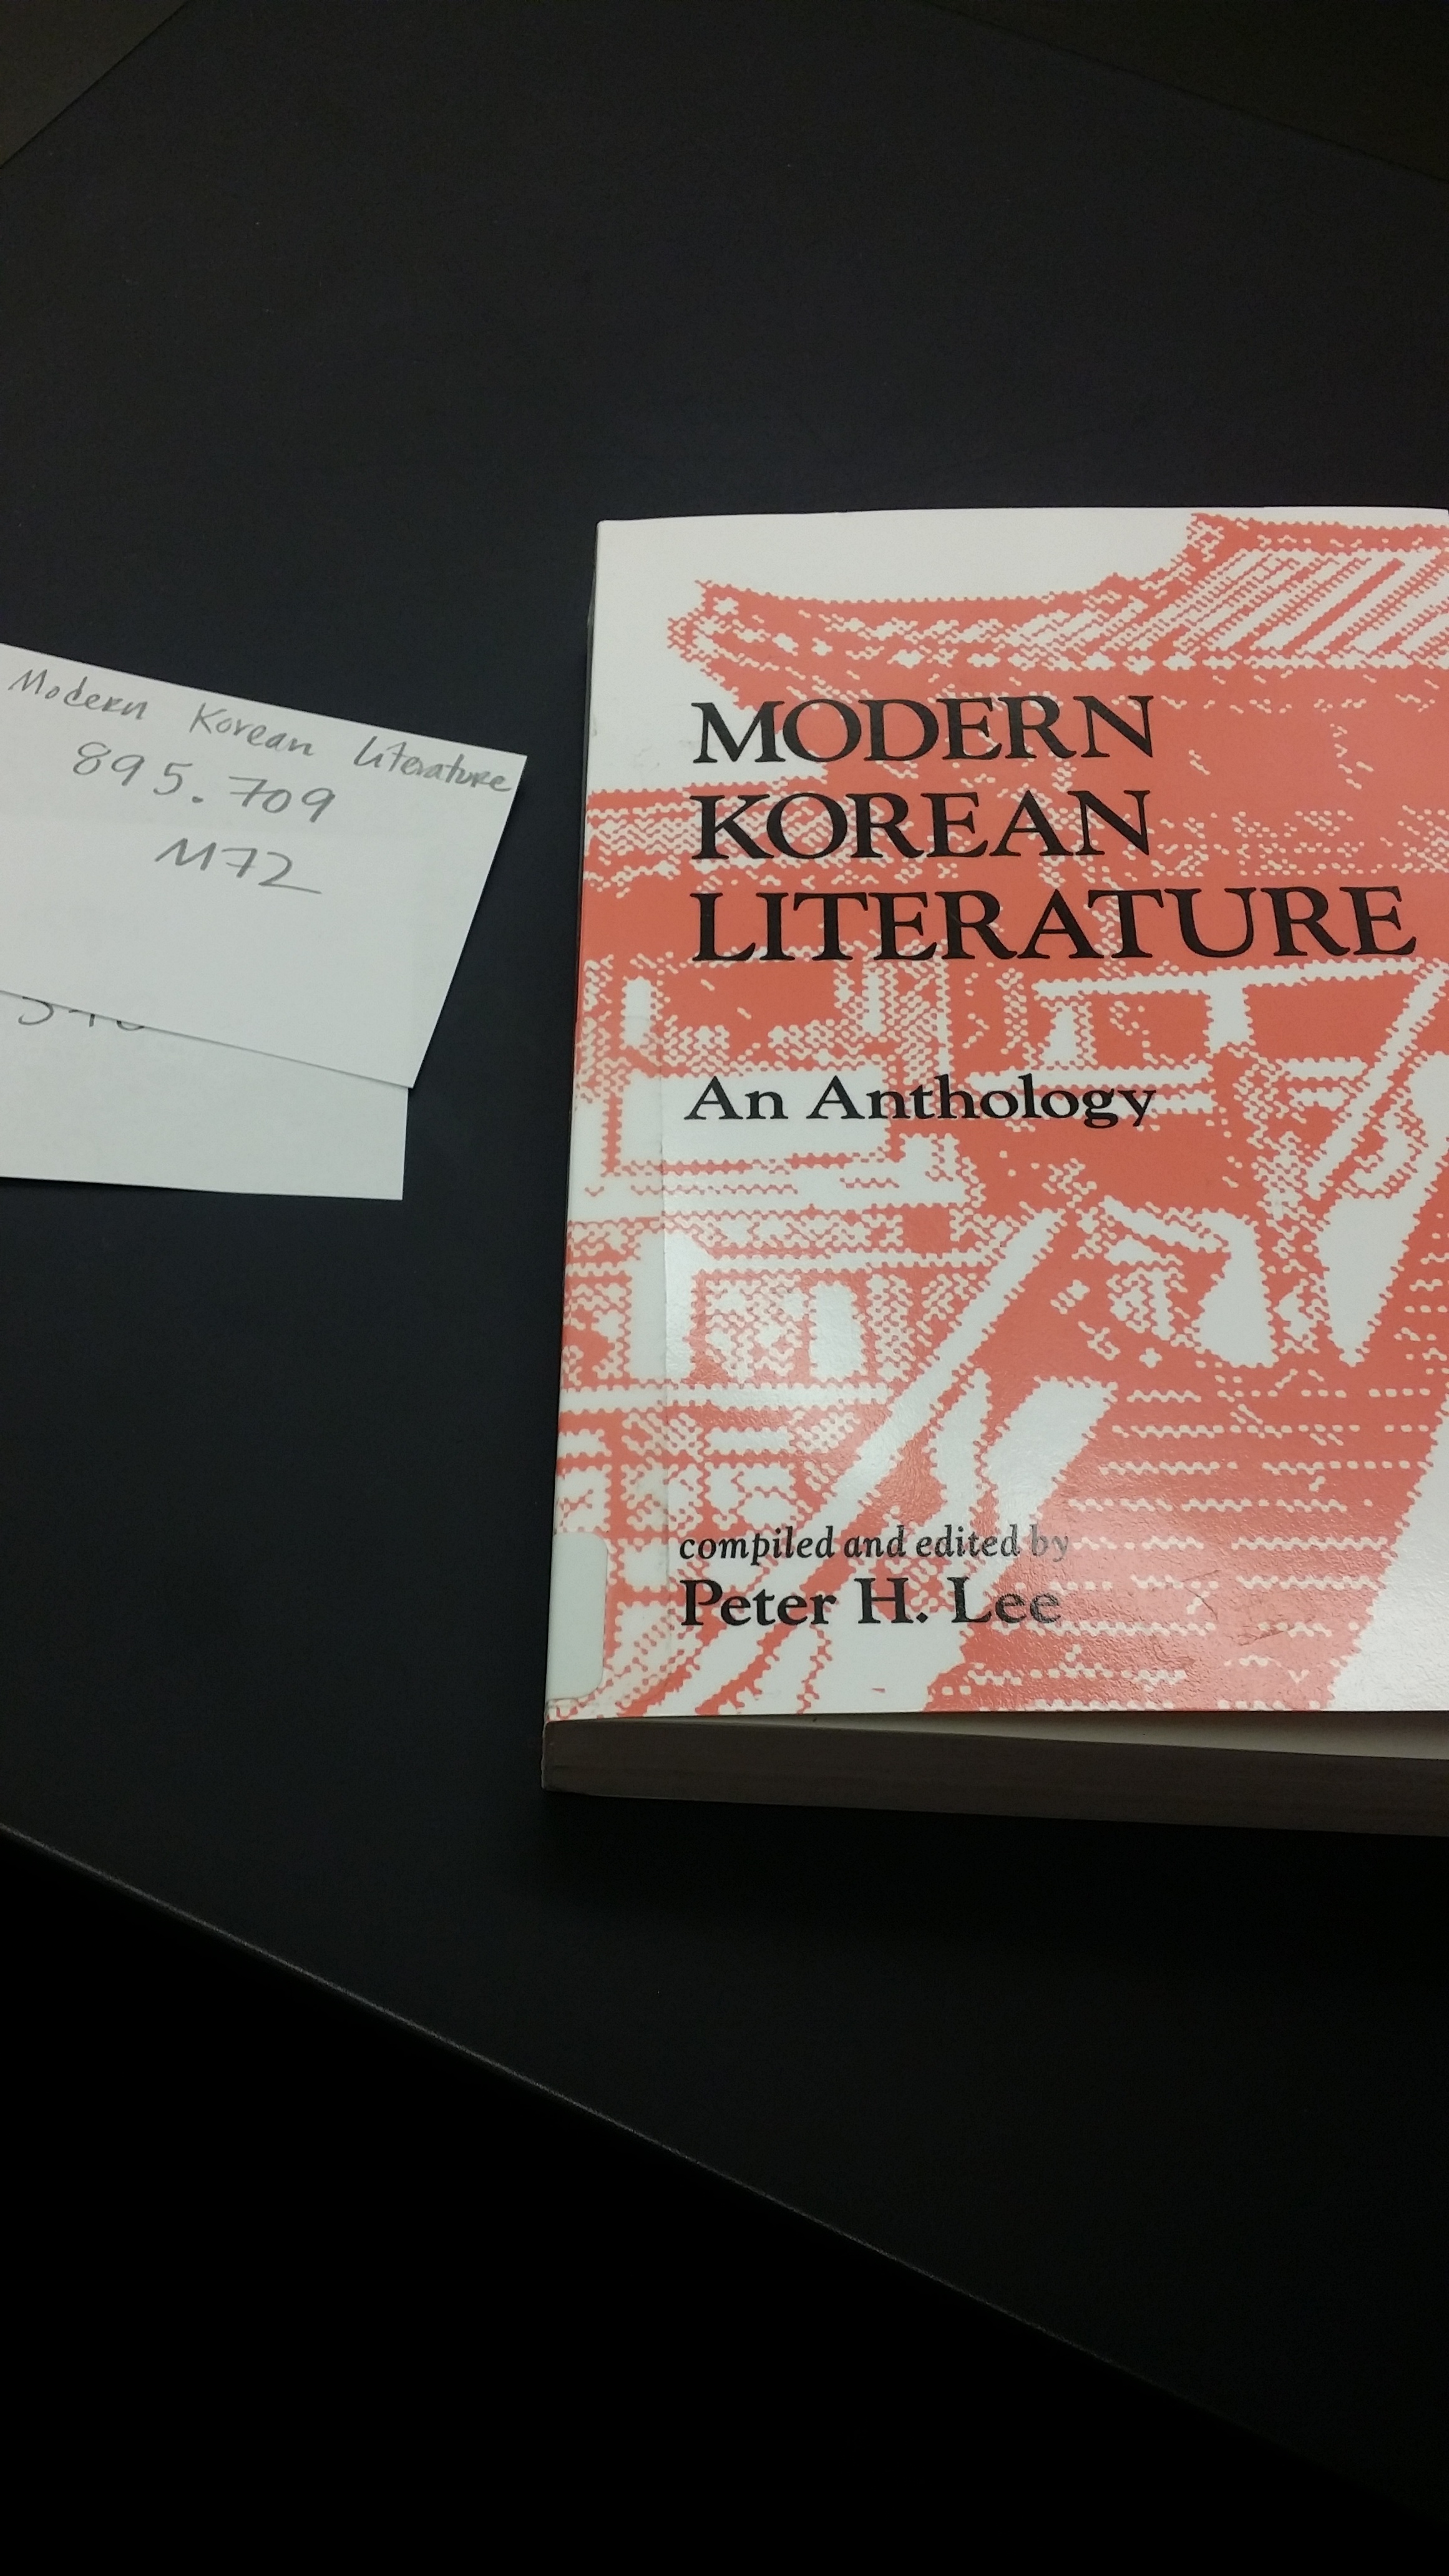 Modern Korean Literature
895.709
M72
MODERN
KOREAN
LITERATURE
An Anthology
compiled and edited by
Peter H. Lee